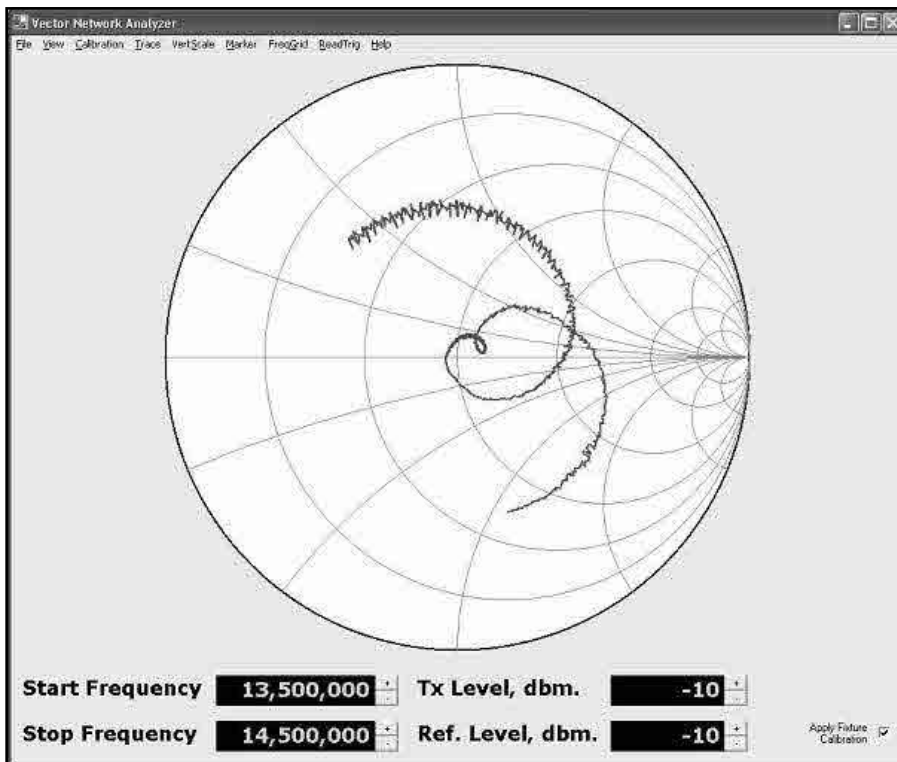 Vector Network Analyzer
File View Calibration Trace VertScale Marker FreqGrid ReadTrig Help
Start Frequency 13,500,000 Tx Level, dbm. -10
Stop Frequency 14,500,000 Ref. Level, dbm. -10
Apply Fixture
Calibration